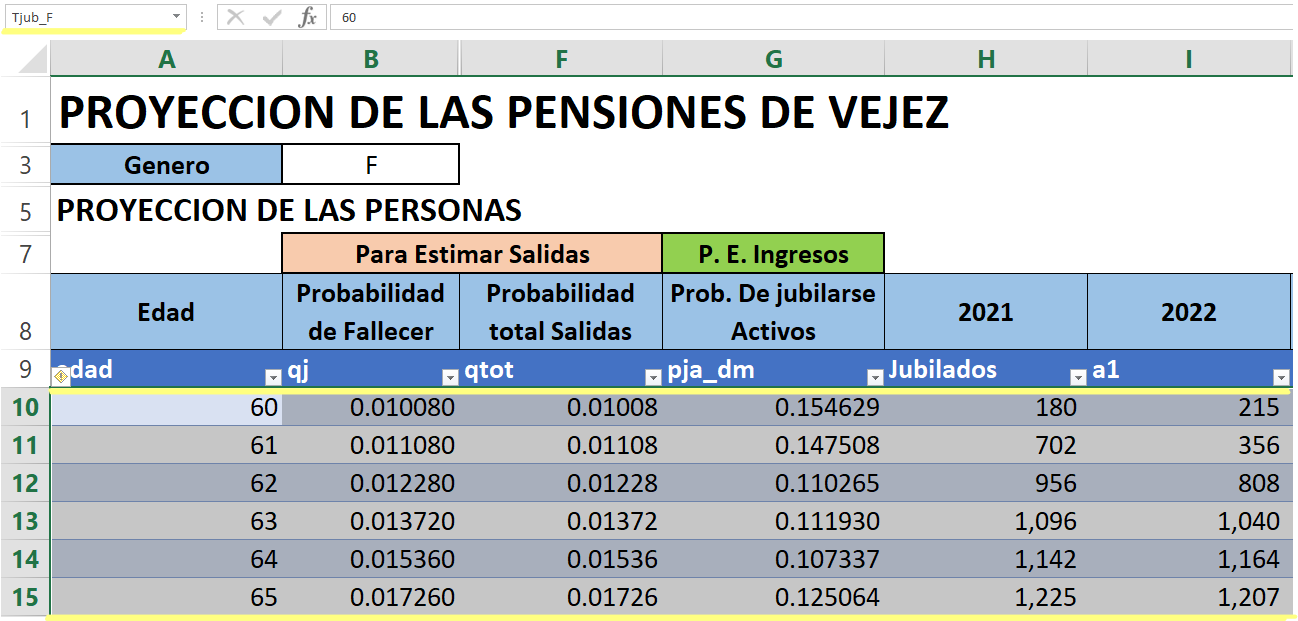 Tjub_F fx 60
A B F G H I
1 PROYECCION DE LAS PENSIONES DE VEJEZ
3 Genero F
5 PROYECCION DE LAS PERSONAS
7 Para Estimar Salidas P. E. Ingresos
8 Edad Probabilidad de Fallecer Probabilidad total Salidas Prob. De jubilarse Activos 2021 2022
9 edad qj qtot pja_dm Jubilados a1
10 60 0.010080 0.01008 0.154629 180 215
11 61 0.011080 0.01108 0.147508 702 356
12 62 0.012280 0.01228 0.110265 956 808
13 63 0.013720 0.01372 0.111930 1,096 1,040
14 64 0.015360 0.01536 0.107337 1,142 1,164
15 65 0.017260 0.01726 0.125064 1,225 1,207